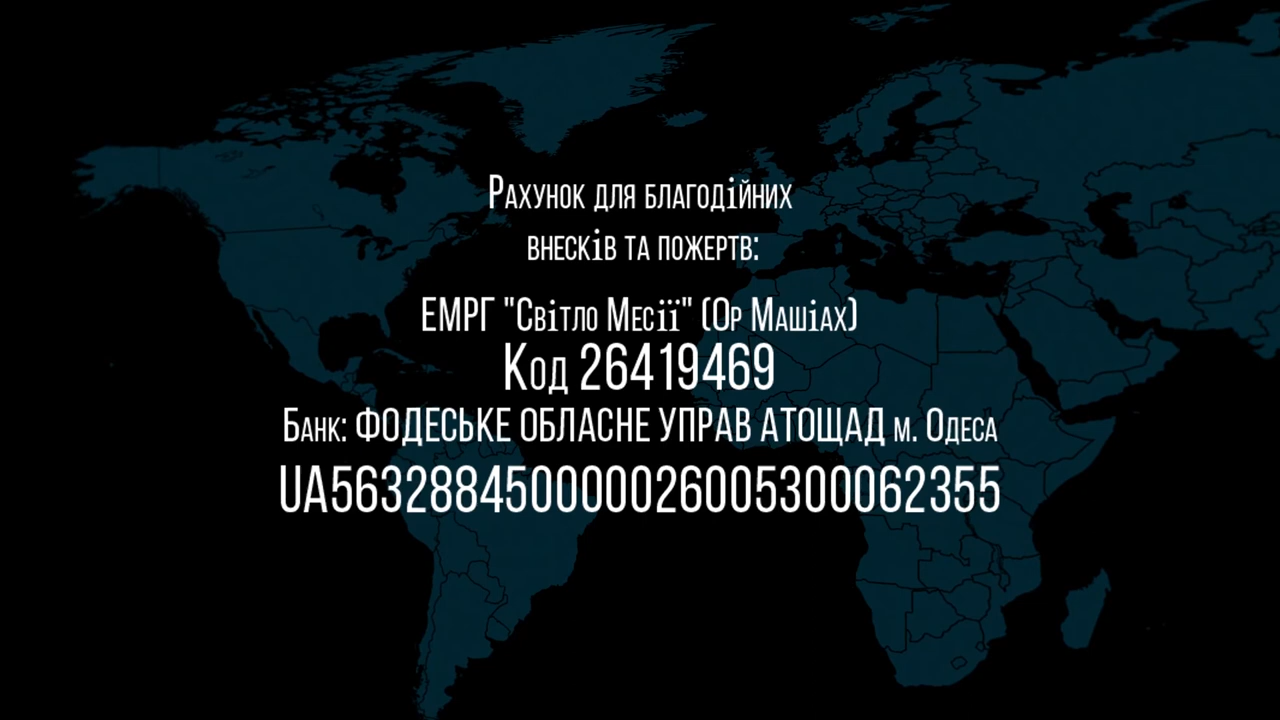 Рахунок для благодійних
внесків та пожертв:
ЕМРГ "Світло Месії" (Ор Машіах)
Код 26419469
Банк: ФОДЕСЬКЕ ОБЛАСНЕ УПРАВ АТОЩАД м. Одеса
UA563288450000026005300062355